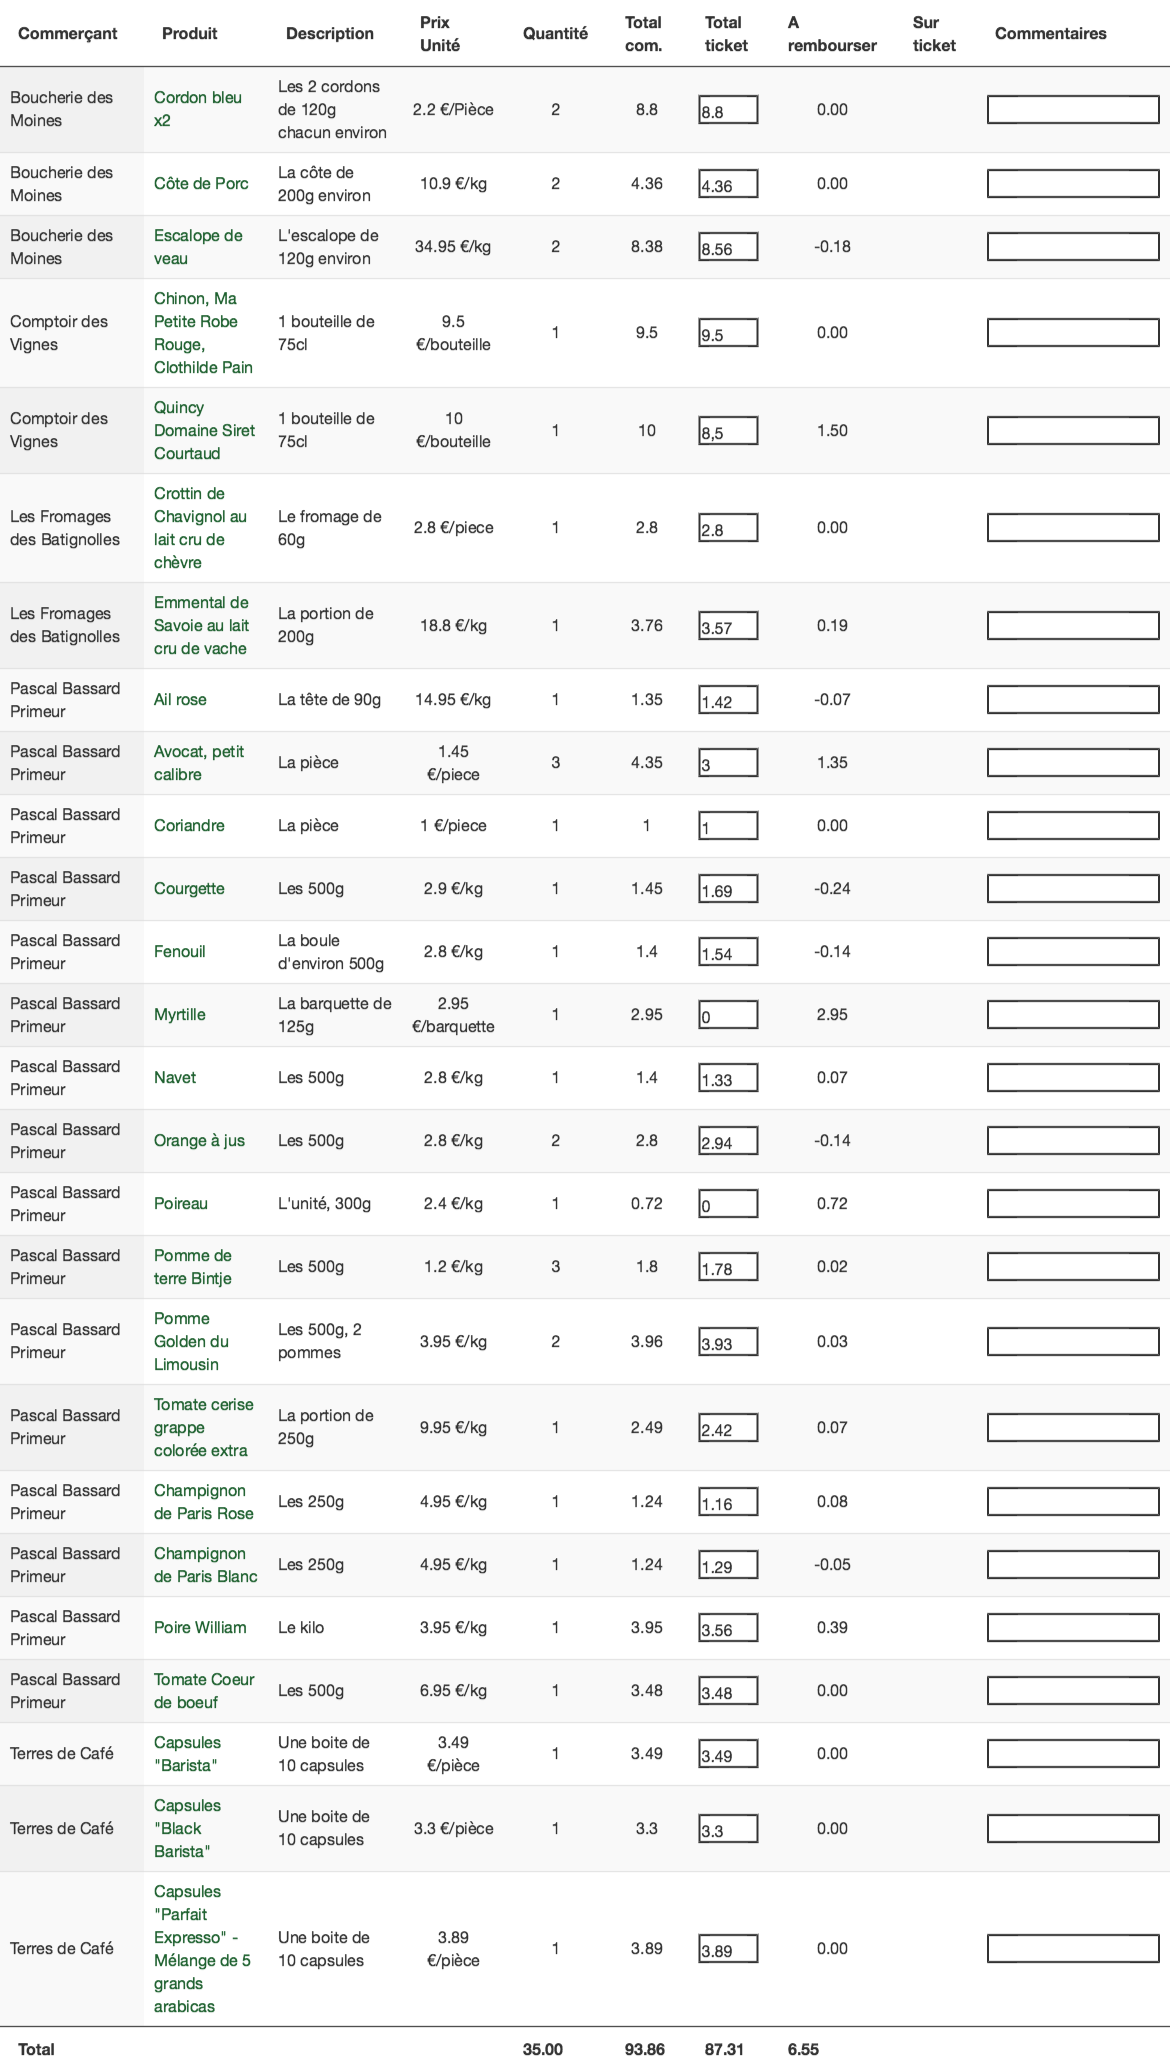 Commerçant Produit Description Prix Unité Quantité Total com. Total ticket A rembourser Sur ticket Commentaires
Boucherie des Moines Cordon bleu x2 Les 2 cordons de 120g chacun environ 2.2 €/Pièce 2 8.8 8.8 0.00
Boucherie des Moines Côte de Porc La côte de 200g environ 10.9 €/kg 2 4.36 4.36 0.00
Boucherie des Moines Escalope de veau L'escalope de 120g environ 34.95 €/kg 2 8.38 8.56 -0.18
Comptoir des Vignes Chinon, Ma Petite Robe Rouge, Clothilde Pain 1 bouteille de 75cl 9.5 €/bouteille 1 9.5 9.5 0.00
Comptoir des Vignes Quincy Domaine Siret Courtaud 1 bouteille de 75cl 10 €/bouteille 1 10 8,5 1.50
Les Fromages des Batignolles Crottin de Chavignol au lait cru de chèvre Le fromage de 60g 2.8 €/piece 1 2.8 2.8 0.00
Les Fromages des Batignolles Emmental de Savoie au lait cru de vache La portion de 200g 18.8 €/kg 1 3.76 3.57 0.19
Pascal Bassard Primeur Ail rose La tête de 90g 14.95 €/kg 1 1.35 1.42 -0.07
Pascal Bassard Primeur Avocat, petit calibre La pièce 1.45 €/piece 3 4.35 3 1.35
Pascal Bassard Primeur Coriandre La pièce 1 €/piece 1 1 1 0.00
Pascal Bassard Primeur Courgette Les 500g 2.9 €/kg 1 1.45 1.69 -0.24
Pascal Bassard Primeur Fenouil La boule d'environ 500g 2.8 €/kg 1 1.4 1.54 -0.14
Pascal Bassard Primeur Myrtille La barquette de 125g 2.95 €/barquette 1 2.95 0 2.95
Pascal Bassard Primeur Navet Les 500g 2.8 €/kg 1 1.4 1.33 0.07
Pascal Bassard Primeur Orange à jus Les 500g 2.8 €/kg 2 2.8 2.94 -0.14
Pascal Bassard Primeur Poireau L'unité, 300g 2.4 €/kg 1 0.72 0 0.72
Pascal Bassard Primeur Pomme de terre Bintje Les 500g 1.2 €/kg 3 1.8 1.78 0.02
Pascal Bassard Primeur Pomme Golden du Limousin Les 500g, 2 pommes 3.95 €/kg 2 3.96 3.93 0.03
Pascal Bassard Primeur Tomate cerise grappe colorée extra La portion de 250g 9.95 €/kg 1 2.49 2.42 0.07
Pascal Bassard Primeur Champignon de Paris Rose Les 250g 4.95 €/kg 1 1.24 1.16 0.08
Pascal Bassard Primeur Champignon de Paris Blanc Les 250g 4.95 €/kg 1 1.24 1.29 -0.05
Pascal Bassard Primeur Poire William Le kilo 3.95 €/kg 1 3.95 3.56 0.39
Pascal Bassard Primeur Tomate Coeur de boeuf Les 500g 6.95 €/kg 1 3.48 3.48 0.00
Terres de Café Capsules "Barista" Une boite de 10 capsules 3.49 €/pièce 1 3.49 3.49 0.00
Terres de Café Capsules "Black Barista" Une boite de 10 capsules 3.3 €/pièce 1 3.3 3.3 0.00
Terres de Café Capsules "Parfait Expresso" - Mélange de 5 grands arabicas Une boite de 10 capsules 3.89 €/pièce 1 3.89 3.89 0.00
Total 35.00 93.86 87.31 6.55